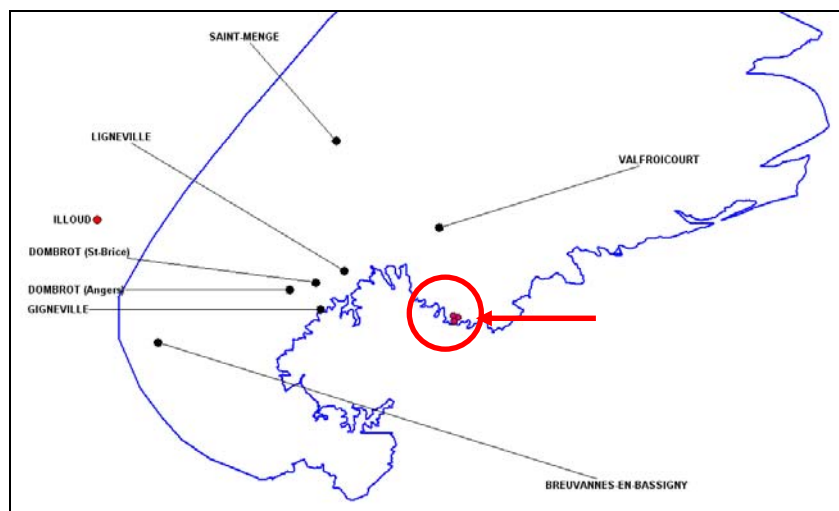 SAINT-MENGE
LIGNEVILLE
VALFROICOURT
ILLOUD
DOMBROT (St-Brice)
DOMBROT (Angers)
GIGNEVILLE
BREUVANNES-EN-BASSIGNY